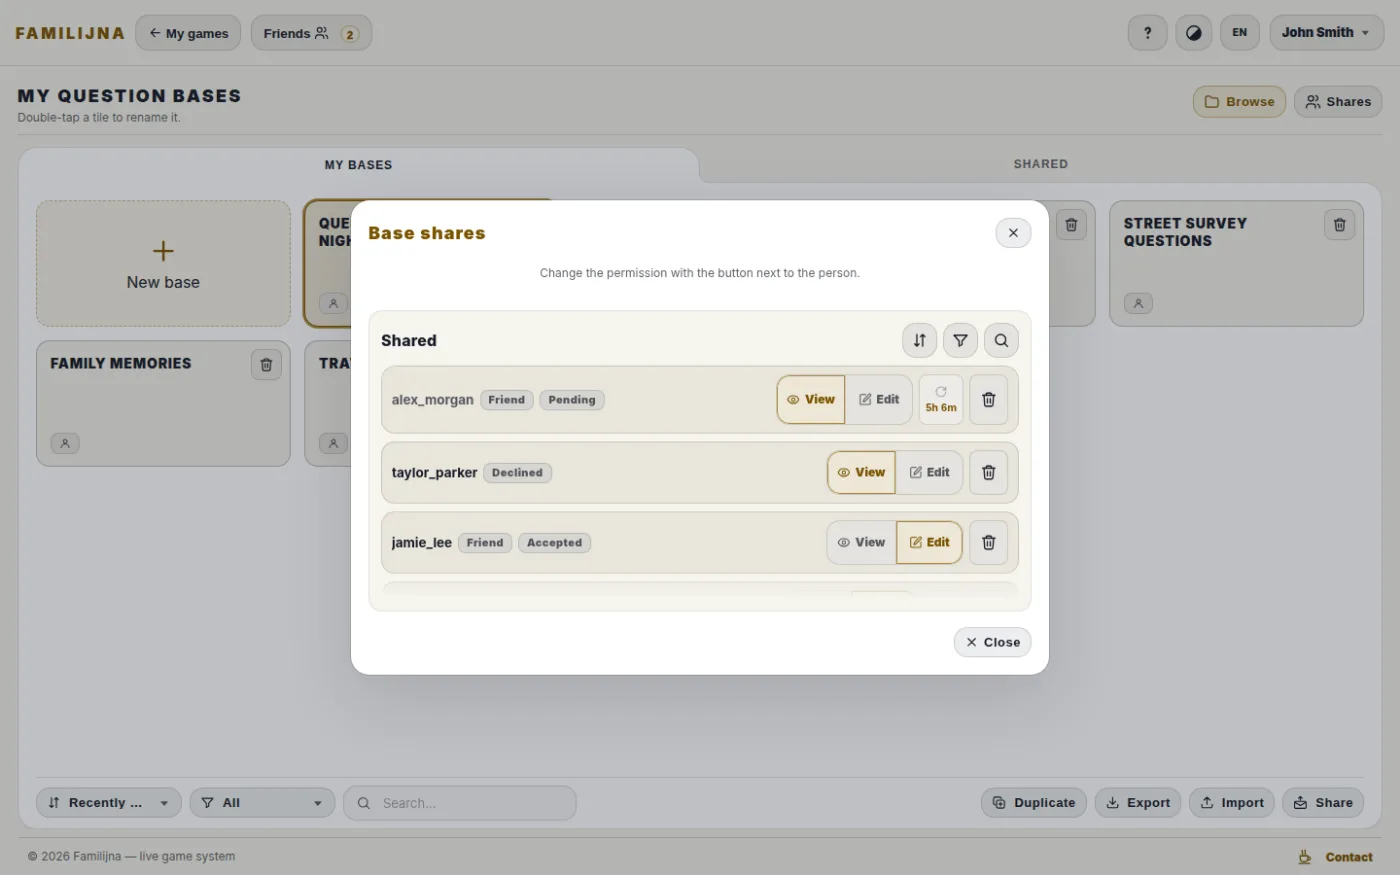 FAMILIJNA
My games
Friends
2
?
EN
John Smith
MY QUESTION BASES
Double-tap a tile to rename it.
Browse
Shares
MY BASES
SHARED
New base
STREET SURVEY
QUESTIONS
FAMILY MEMORIES
Base shares
Change the permission with the button next to the person.
Shared
alex_morgan
Friend
Pending
View
Edit
5h 6m
taylor_parker
Declined
View
Edit
jamie_lee
Friend
Accepted
View
Edit
Close
Recently ...
All
Search...
Duplicate
Export
Import
Share
© 2026 Familijna — live game system
Contact